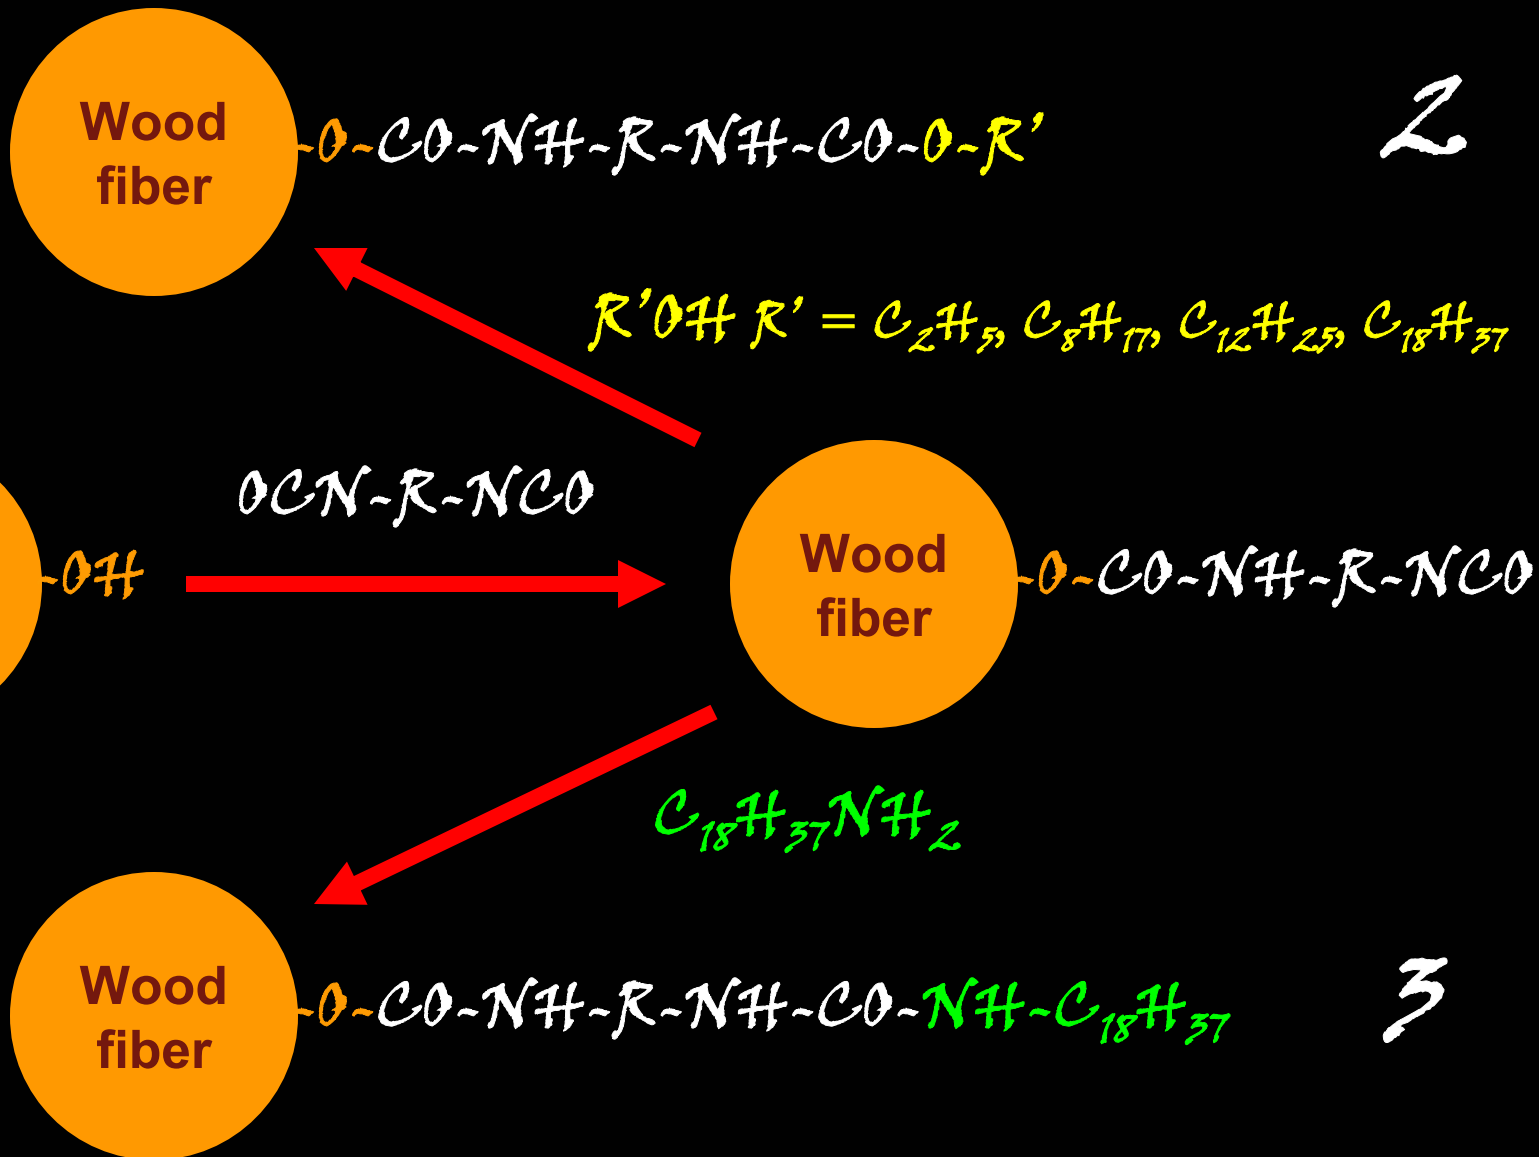 Wood
fiber
-O-CO-NH-R-NH-CO-O-R'
2
R'OH R' = C2H5, C8H17, C12H25, C18H37
OCN-R-NCO
-OH
Wood
fiber
-O-CO-NH-R-NCO
C18H37NH2
Wood
fiber
-O-CO-NH-R-NH-CO-NH-C18H37
3